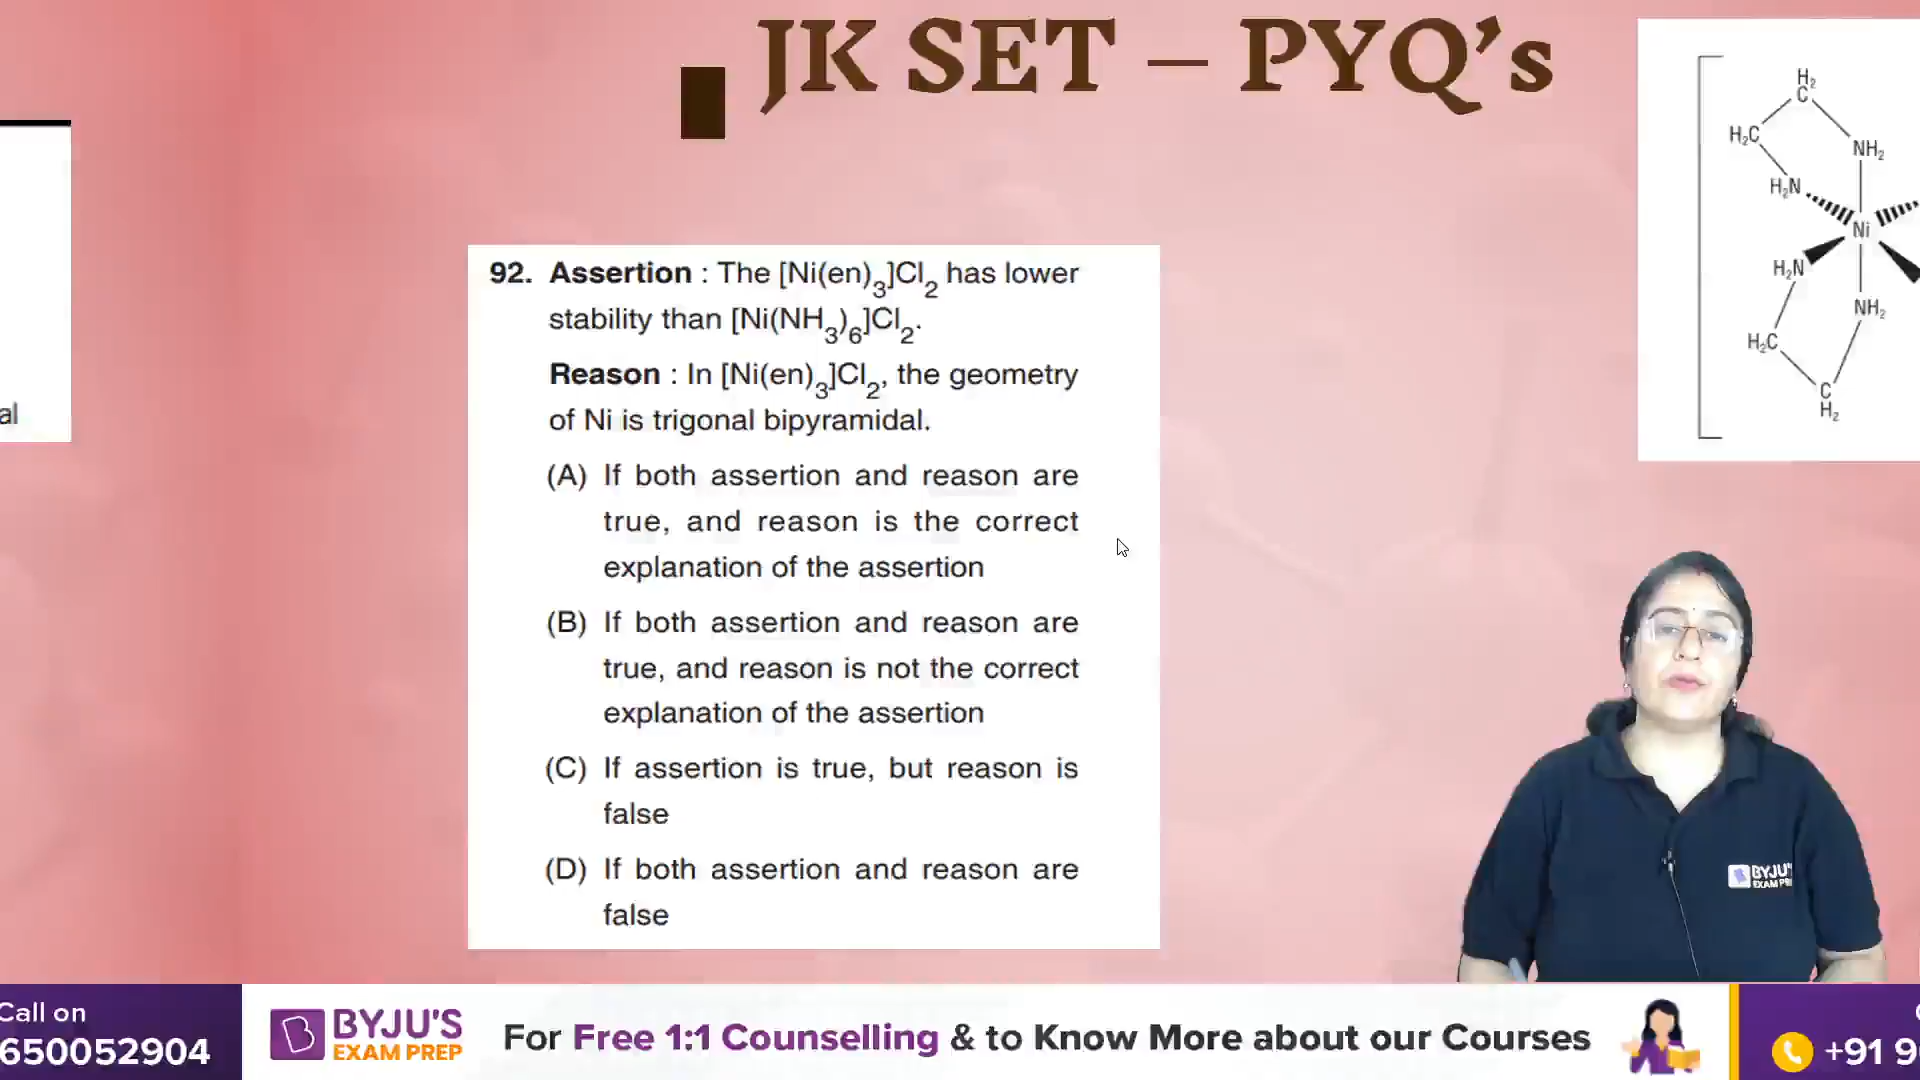 JK SET – PYQ's
al
92. Assertion : The [Ni(en)3]Cl2 has lower
stability than [Ni(NH3)6]Cl2.
Reason : In [Ni(en)3]Cl2, the geometry
of Ni is trigonal bipyramidal.
(A) If both assertion and reason are
true, and reason is the correct
explanation of the assertion
(B) If both assertion and reason are
true, and reason is not the correct
explanation of the assertion
(C) If assertion is true, but reason is
false
(D) If both assertion and reason are
false
H2
C
H2C
NH2
H2N
Ni
H2N
NH2
H2C
C
H2
BYJU'S
EXAM PRE
Call on
650052904
BYJU'S
EXAM PREP
For Free 1:1 Counselling & to Know More about our Courses
+91 9